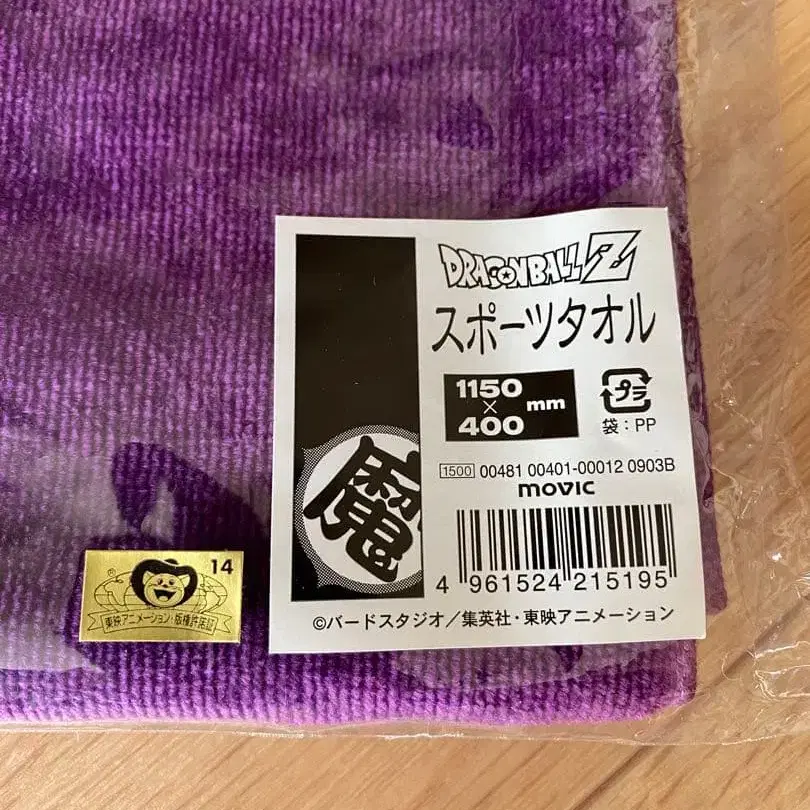 DRAGONBALL Z
スポーツタオル
1150
×
400
mm
プラ
袋：PP
1500 00481 00401-00012 0903B
movic
魔
4 961524 215195
©バードスタジオ／集英社・東映アニメーション
14
®
東映アニメーション・版権許諾証